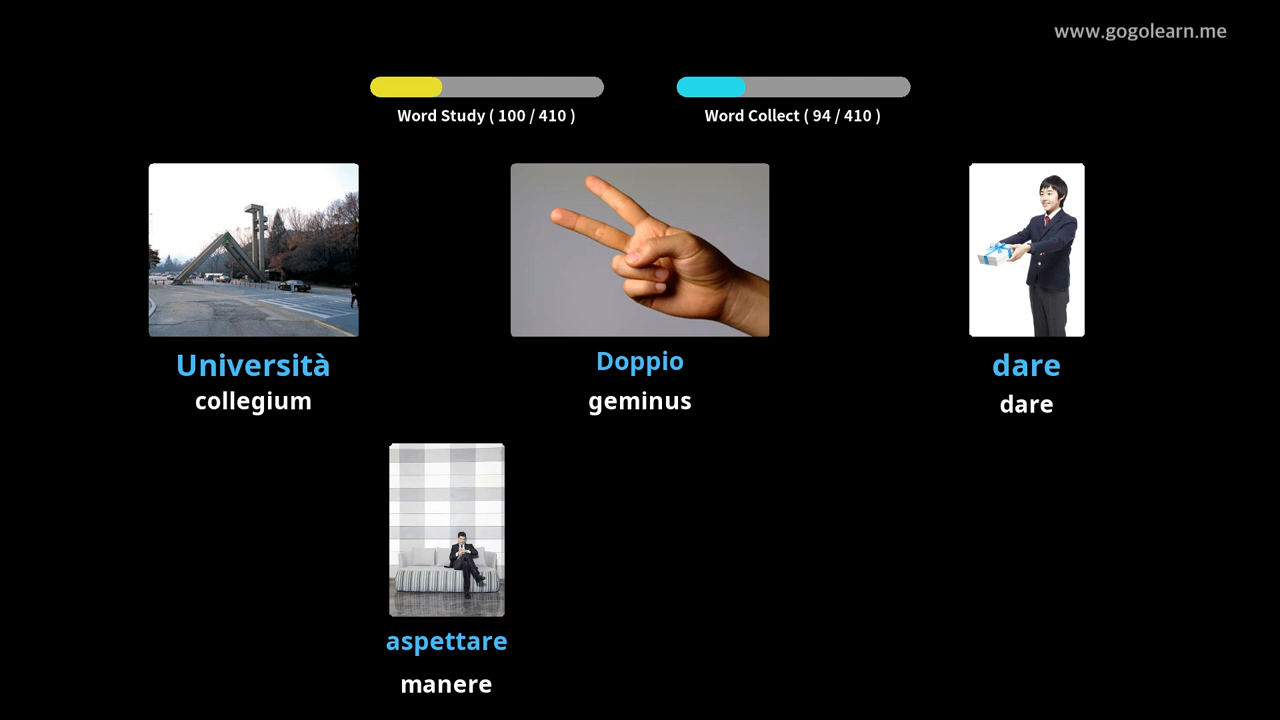 www.gogolearn.me
Word Study ( 100 / 410 )
Word Collect ( 94 / 410 )
Università
collegium
Doppio
geminus
dare
dare
aspettare
manere